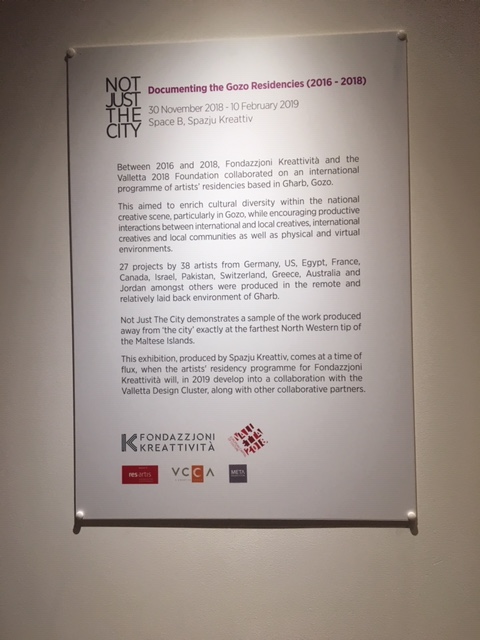 NOT
JUST
THE
CITY
Documenting the Gozo Residencies (2016 - 2018)
30 November 2018 - 10 February 2019
Space B, Spazju Kreattiv
Between 2016 and 2018, Fondazzjoni Kreattività and the
Valletta 2018 Foundation collaborated on an international
programme of artists' residencies based in Għarb, Gozo.
This aimed to enrich cultural diversity within the national
creative scene, particularly in Gozo, while encouraging productive
interactions between international and local creatives, international
creatives and local communities as well as physical and virtual
environments.
27 projects by 38 artists from Germany, US, Egypt, France,
Canada, Israel, Pakistan, Switzerland, Greece, Australia and
Jordan amongst others were produced in the remote and
relatively laid back environment of Għarb.
Not Just The City demonstrates a sample of the work produced
away from 'the city' exactly at the farthest North Western tip of
the Maltese Islands.
This exhibition, produced by Spazju Kreattiv, comes at a time of
flux, when the artists' residency programme for Fondazzjoni
Kreattività will, in 2019 develop into a collaboration with the
Valletta Design Cluster, along with other collaborative partners.
FONDAZZJONI
KREATTIVITÀ
res artis
VCCA
META